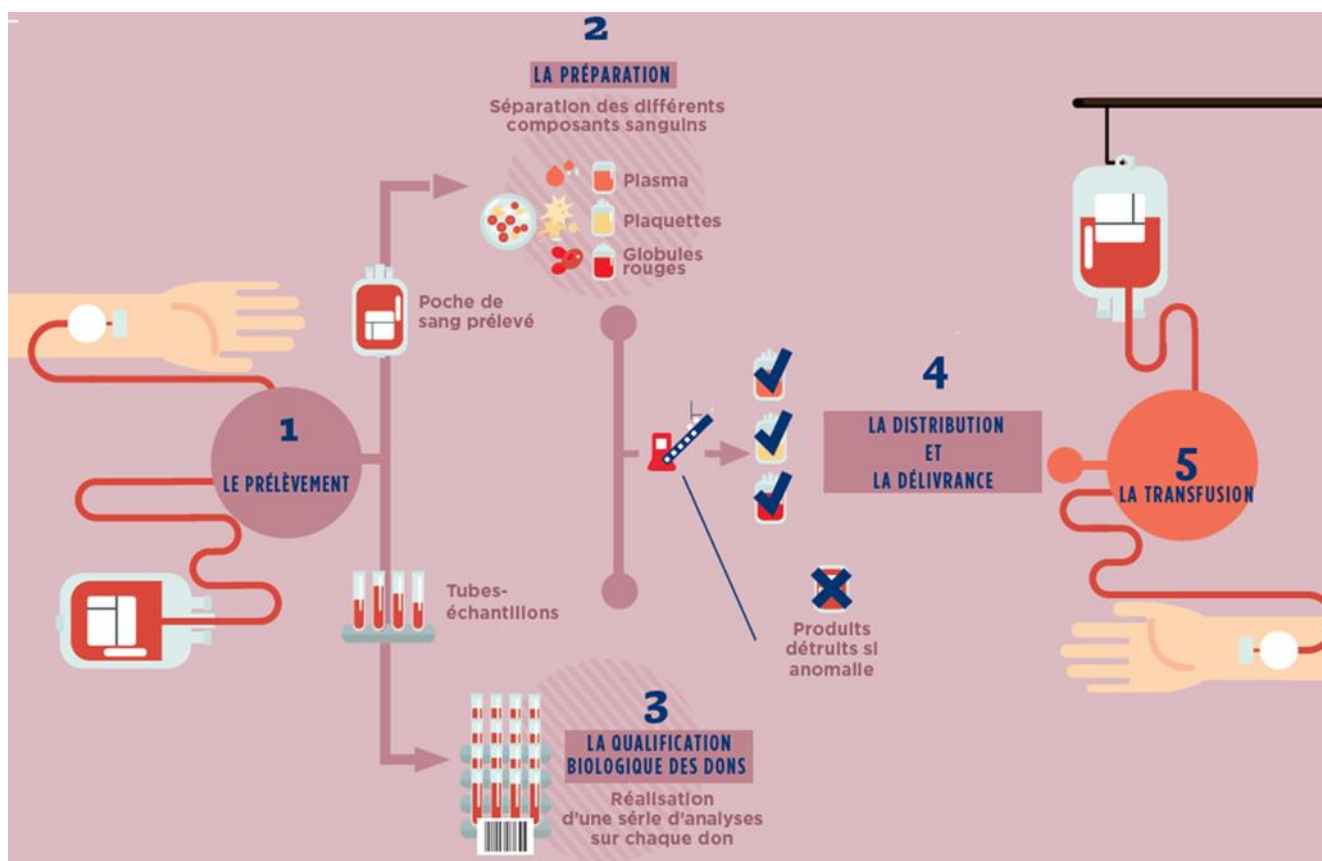 2
LA PRÉPARATION
Séparation des différents
composants sanguins
Plasma
Plaquettes
Globules
rouges
Poche de
sang prélevé
1
LE PRÉLÈVEMENT
Tubes-
échantillons
3
LA QUALIFICATION
BIOLOGIQUE DES DONS
Réalisation
d'une série d'analyses
sur chaque don
Produits
détruits si
anomalie
4
LA DISTRIBUTION
ET
LA DÉLIVRANCE
5
LA TRANSFUSION